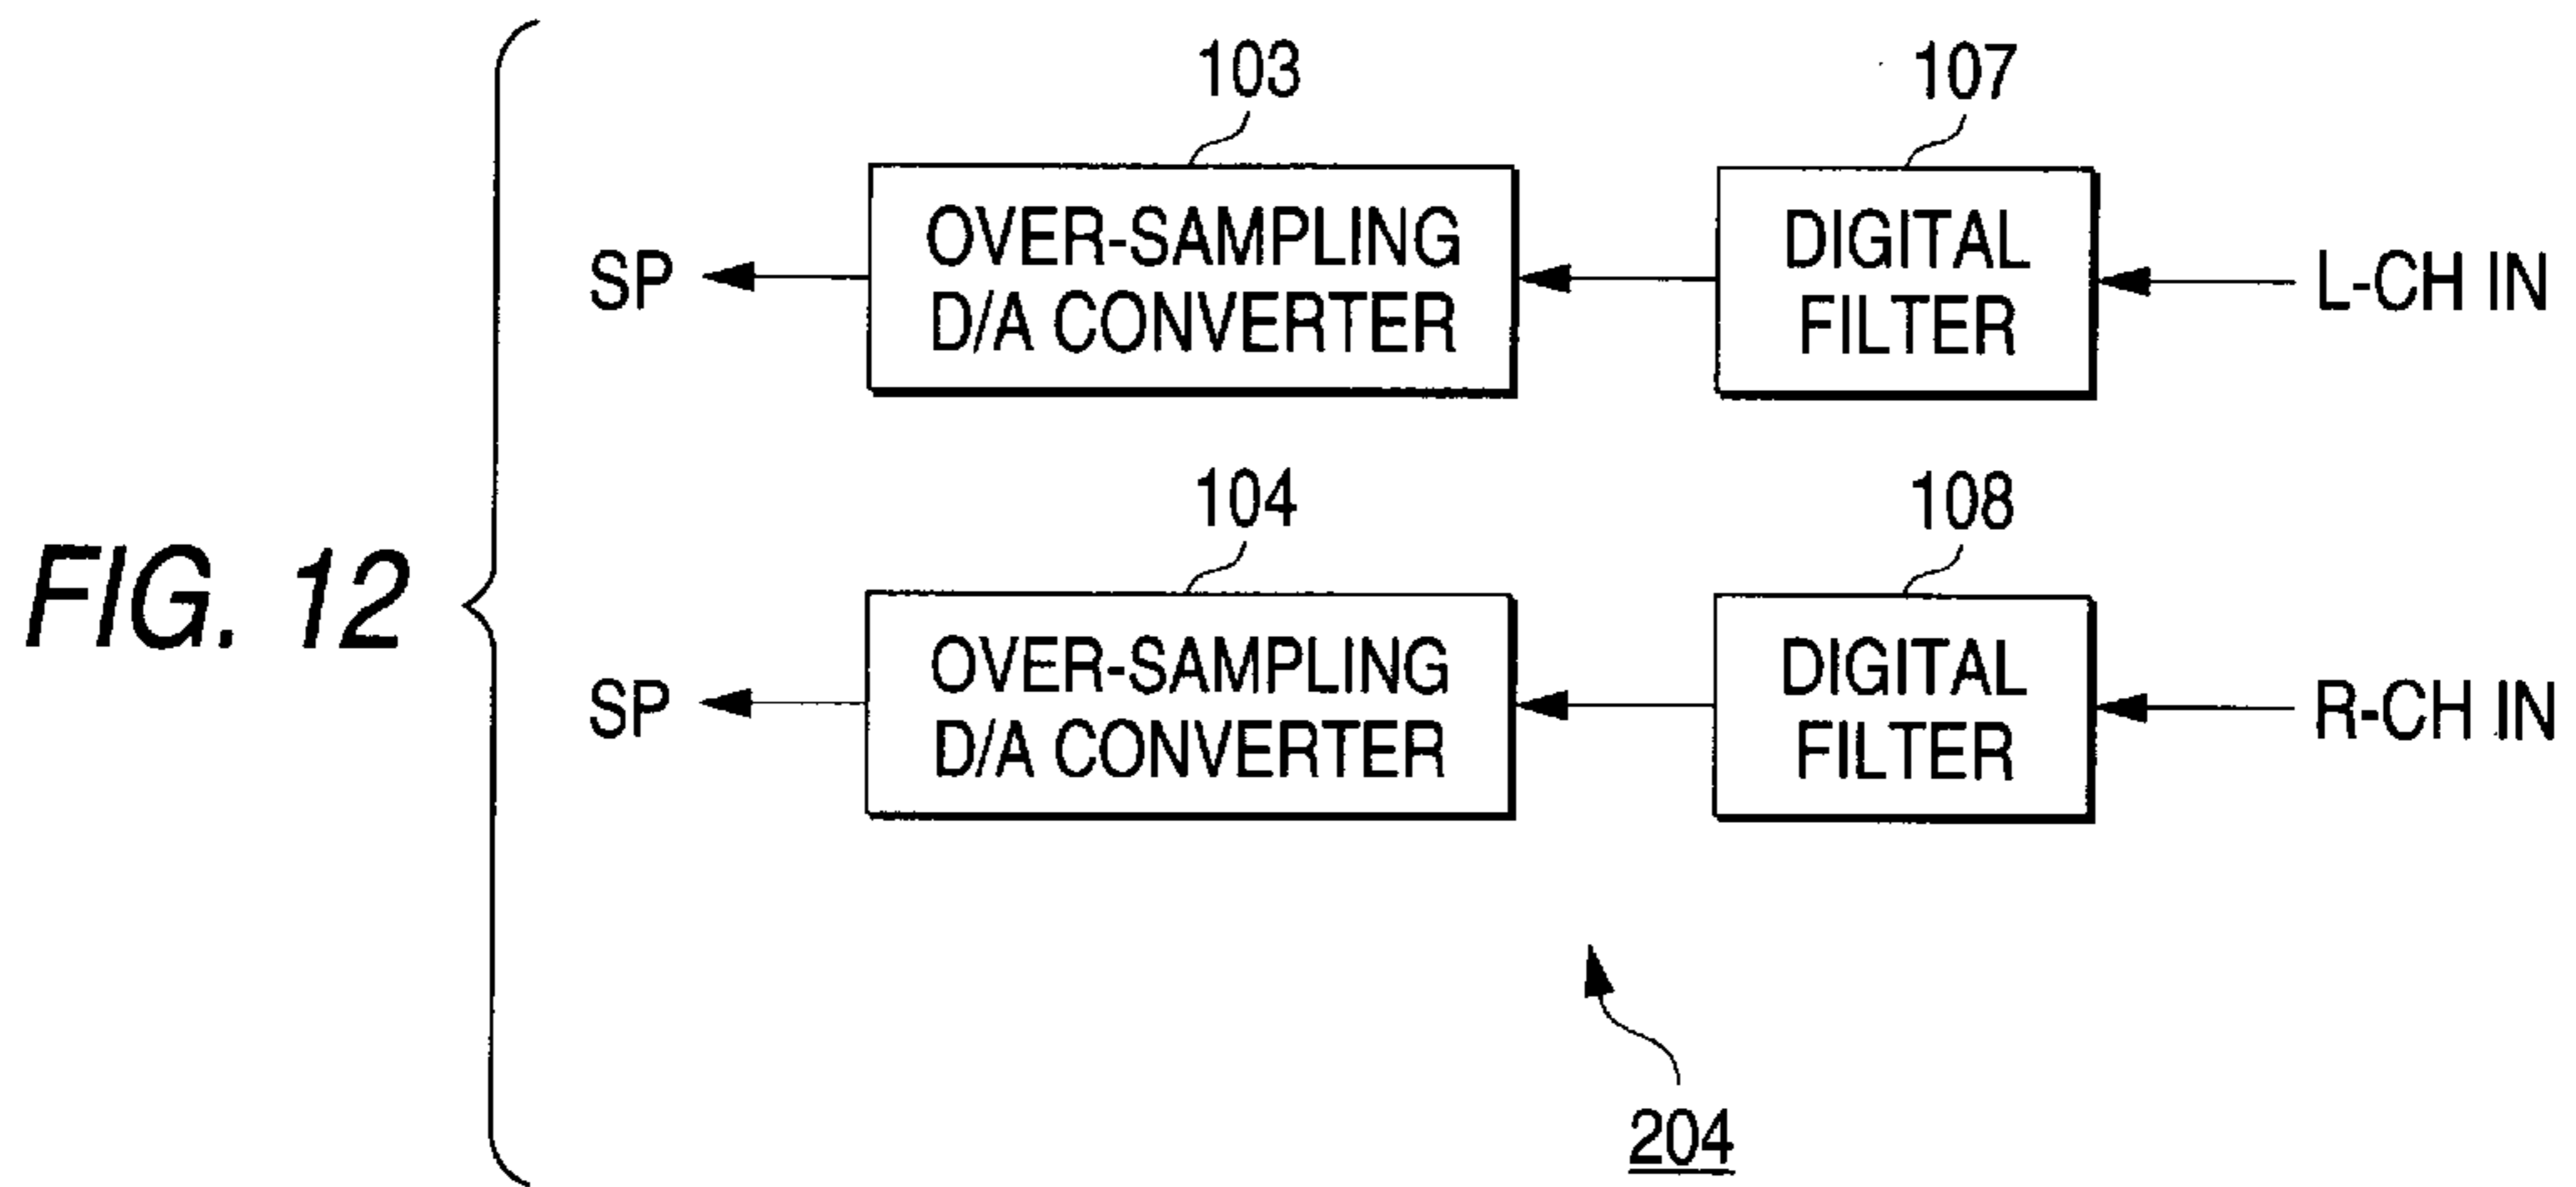 103
107
SP
OVER-SAMPLING
D/A CONVERTER
DIGITAL
FILTER
L-CH IN
FIG. 12
104
108
SP
OVER-SAMPLING
D/A CONVERTER
DIGITAL
FILTER
R-CH IN
204